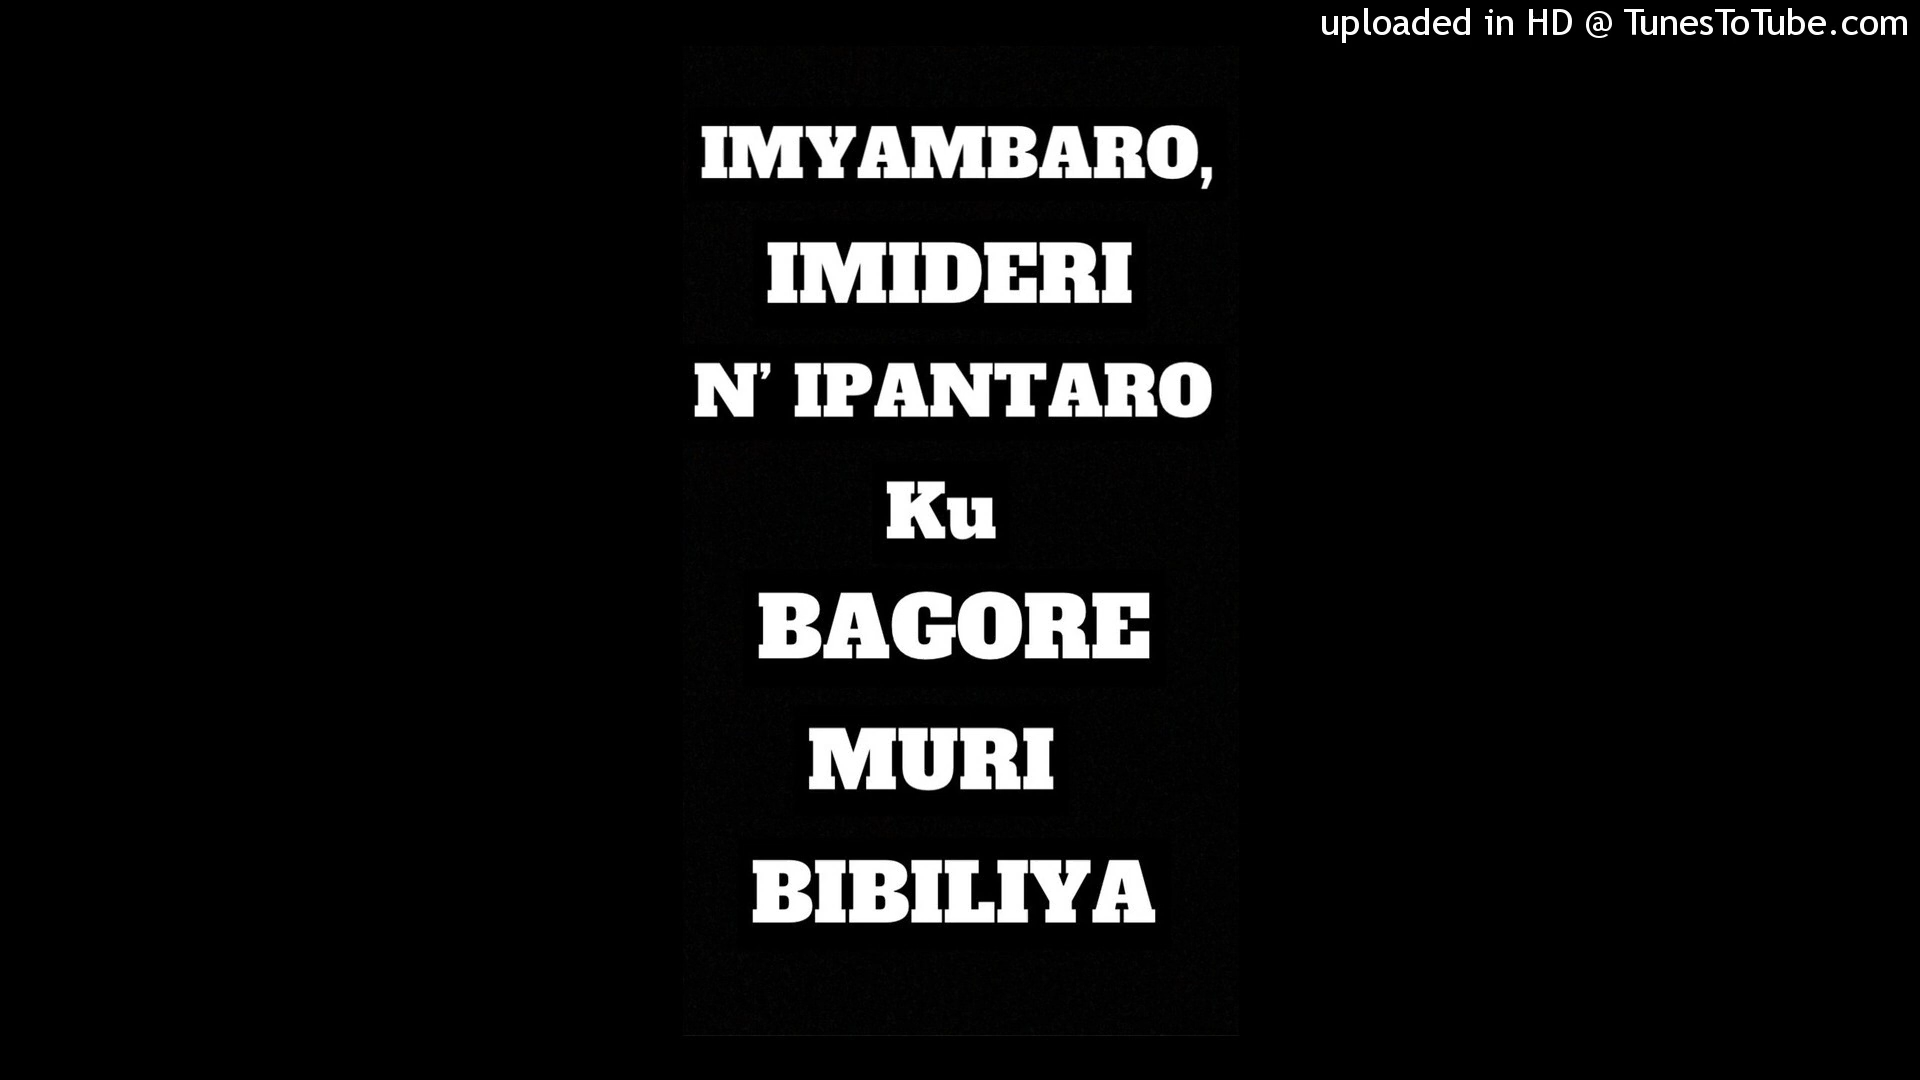 uploaded in HD @ TunesToTube.com
IMYAMBARO,
IMIDERI
N’ IPANTARO
Ku
BAGORE
MURI
BIBILIYA